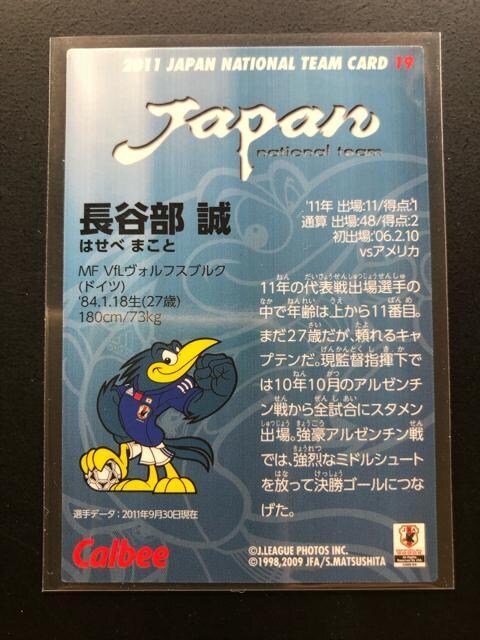 2011 JAPAN NATIONAL TEAM CARD 19
Japan
national team
長谷部 誠
はせべ まこと
MF VfLヴォルフスブルク
(ドイツ)
'84.1.18生(27歳)
180cm/73kg
'11年 出場:11/得点:1
通算 出場:48/得点:2
初出場:'06.2.10
vsアメリカ
11年の代表戦出場選手の
中で年齢は上から11番目。
まだ27歳だが、頼れるキャ
プテンだ。現監督指揮下で
は10年10月のアルゼンチ
ン戦から全試合にスタメン
出場。強豪アルゼンチン戦
では、強烈なミドルシュート
を放って決勝ゴールにつな
げた。
選手データ:2011年9月30日現在
Calbee
©J.LEAGUE PHOTOS INC.
©1998,2009 JFA/S.MATSUSHITA